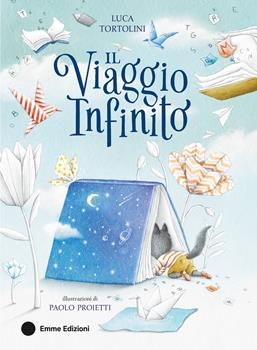 LUCA
TORTOLINI
IL
Viaggio
Infinito
illustrazioni di
PAOLO PROIETTI
Emme Edizioni